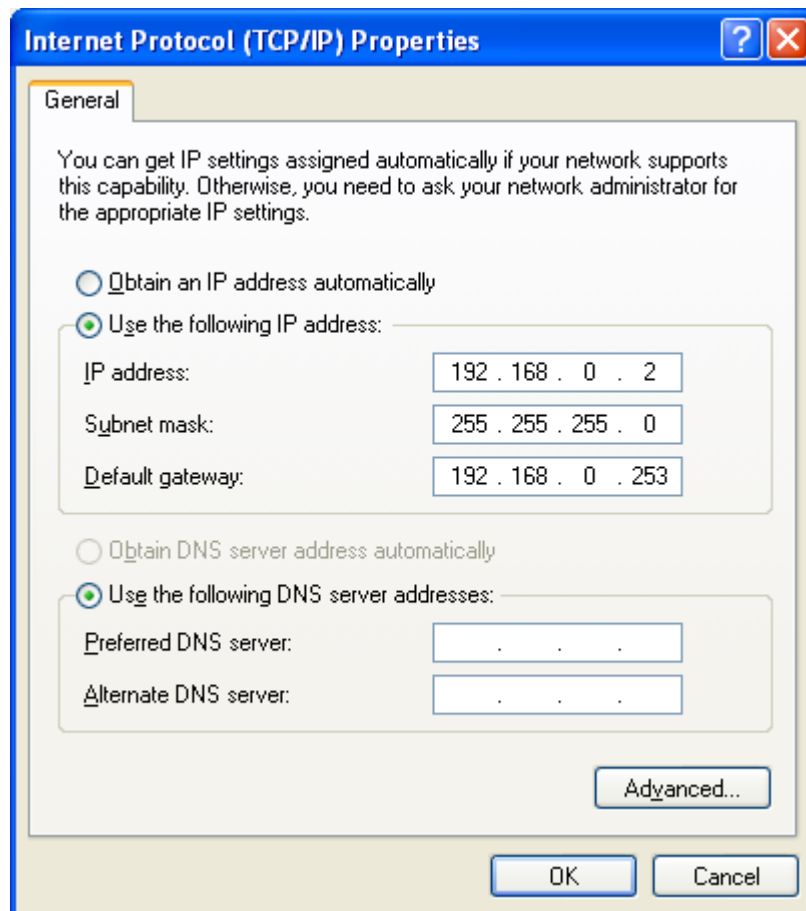 Internet Protocol (TCP/IP) Properties
General
You can get IP settings assigned automatically if your network supports
this capability. Otherwise, you need to ask your network administrator for
the appropriate IP settings.
Obtain an IP address automatically
Use the following IP address:
IP address: 192 . 168 . 0 . 2
Subnet mask: 255 . 255 . 255 . 0
Default gateway: 192 . 168 . 0 . 253
Obtain DNS server address automatically
Use the following DNS server addresses:
Preferred DNS server: . . .
Alternate DNS server: . . .
Advanced...
OK Cancel